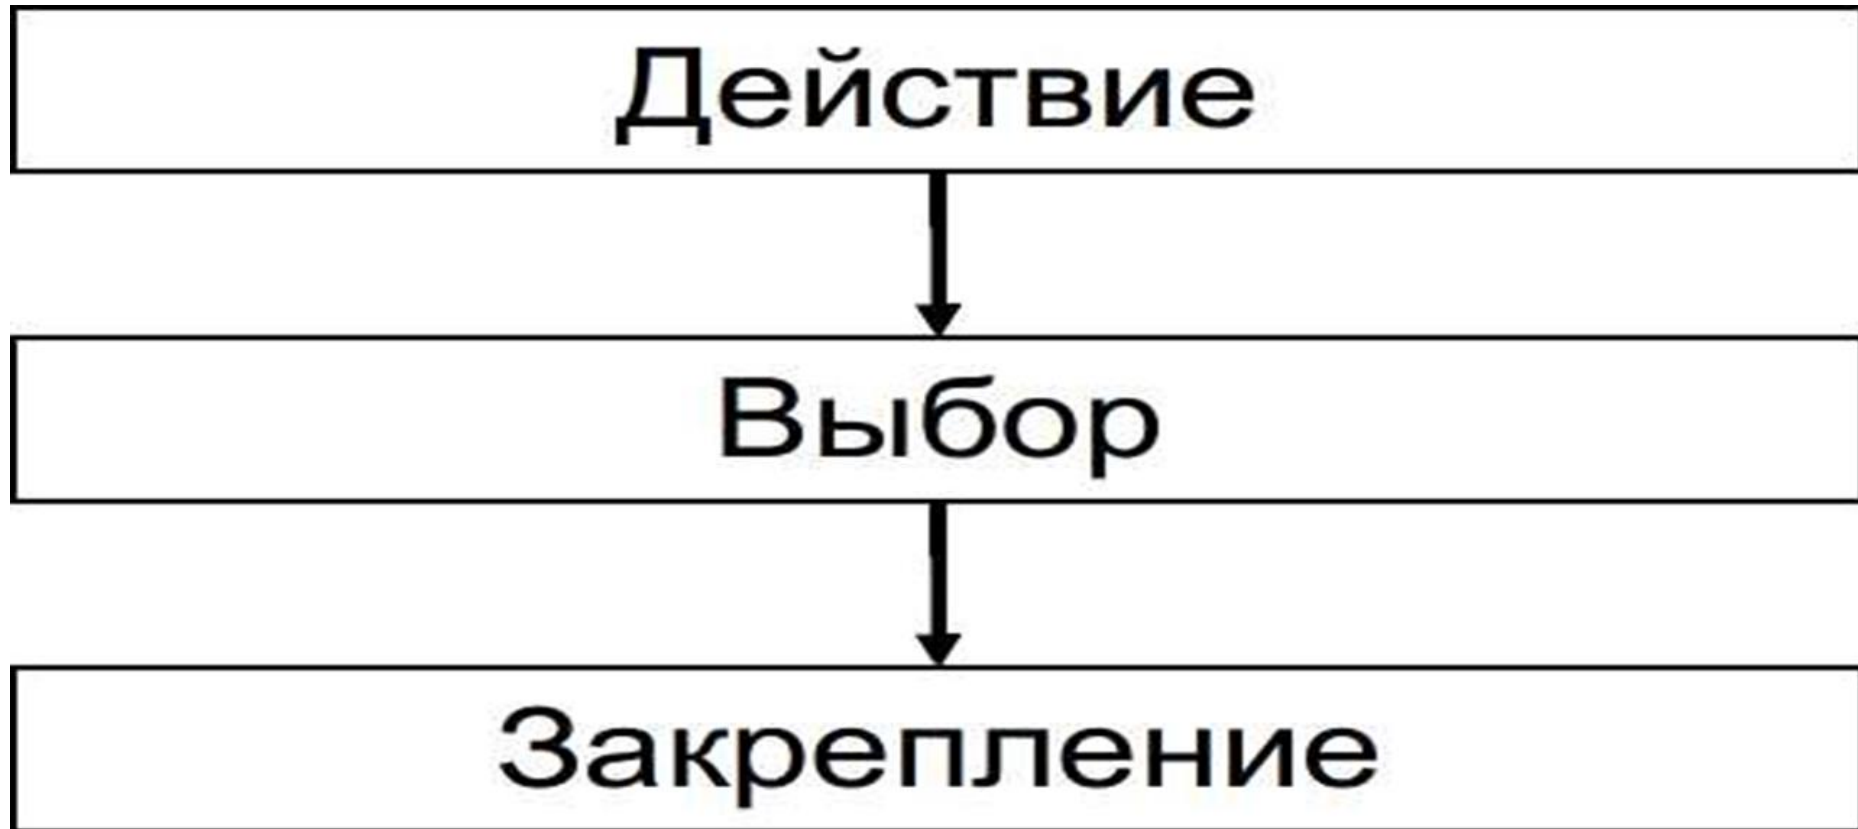 Действие
Выбор
Закрепление